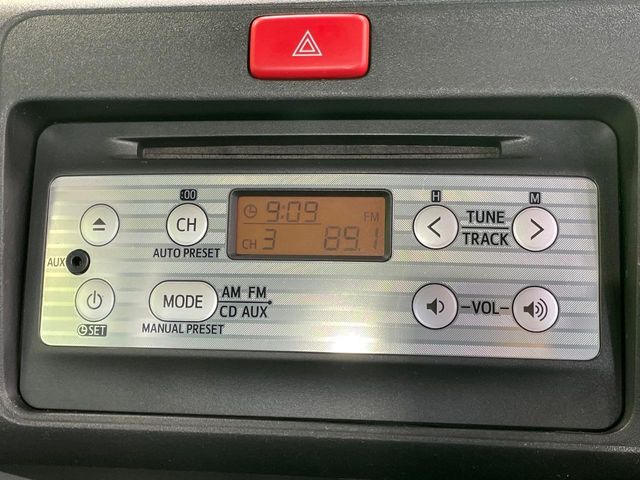 :00
H
M
9:09
FM
CH 3 89.1
CH
AUTO PRESET
< TUNE >
TRACK
AUX
MODE
AM FM
CD AUX
MANUAL PRESET
SET
-VOL-